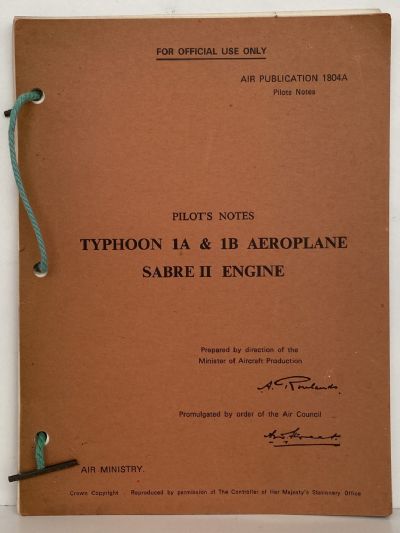 FOR OFFICIAL USE ONLY
AIR PUBLICATION 1804A
Pilots Notes
PILOT'S NOTES
TYPHOON 1A & 1B AEROPLANE
SABRE II ENGINE
Prepared by direction of the
Minister of Aircraft Production
A. Rowlands
Promulgated by order of the Air Council
AIR MINISTRY.
Crown Copyright . Reproduced by permission of The Controller of Her Majesty's Stationery Office